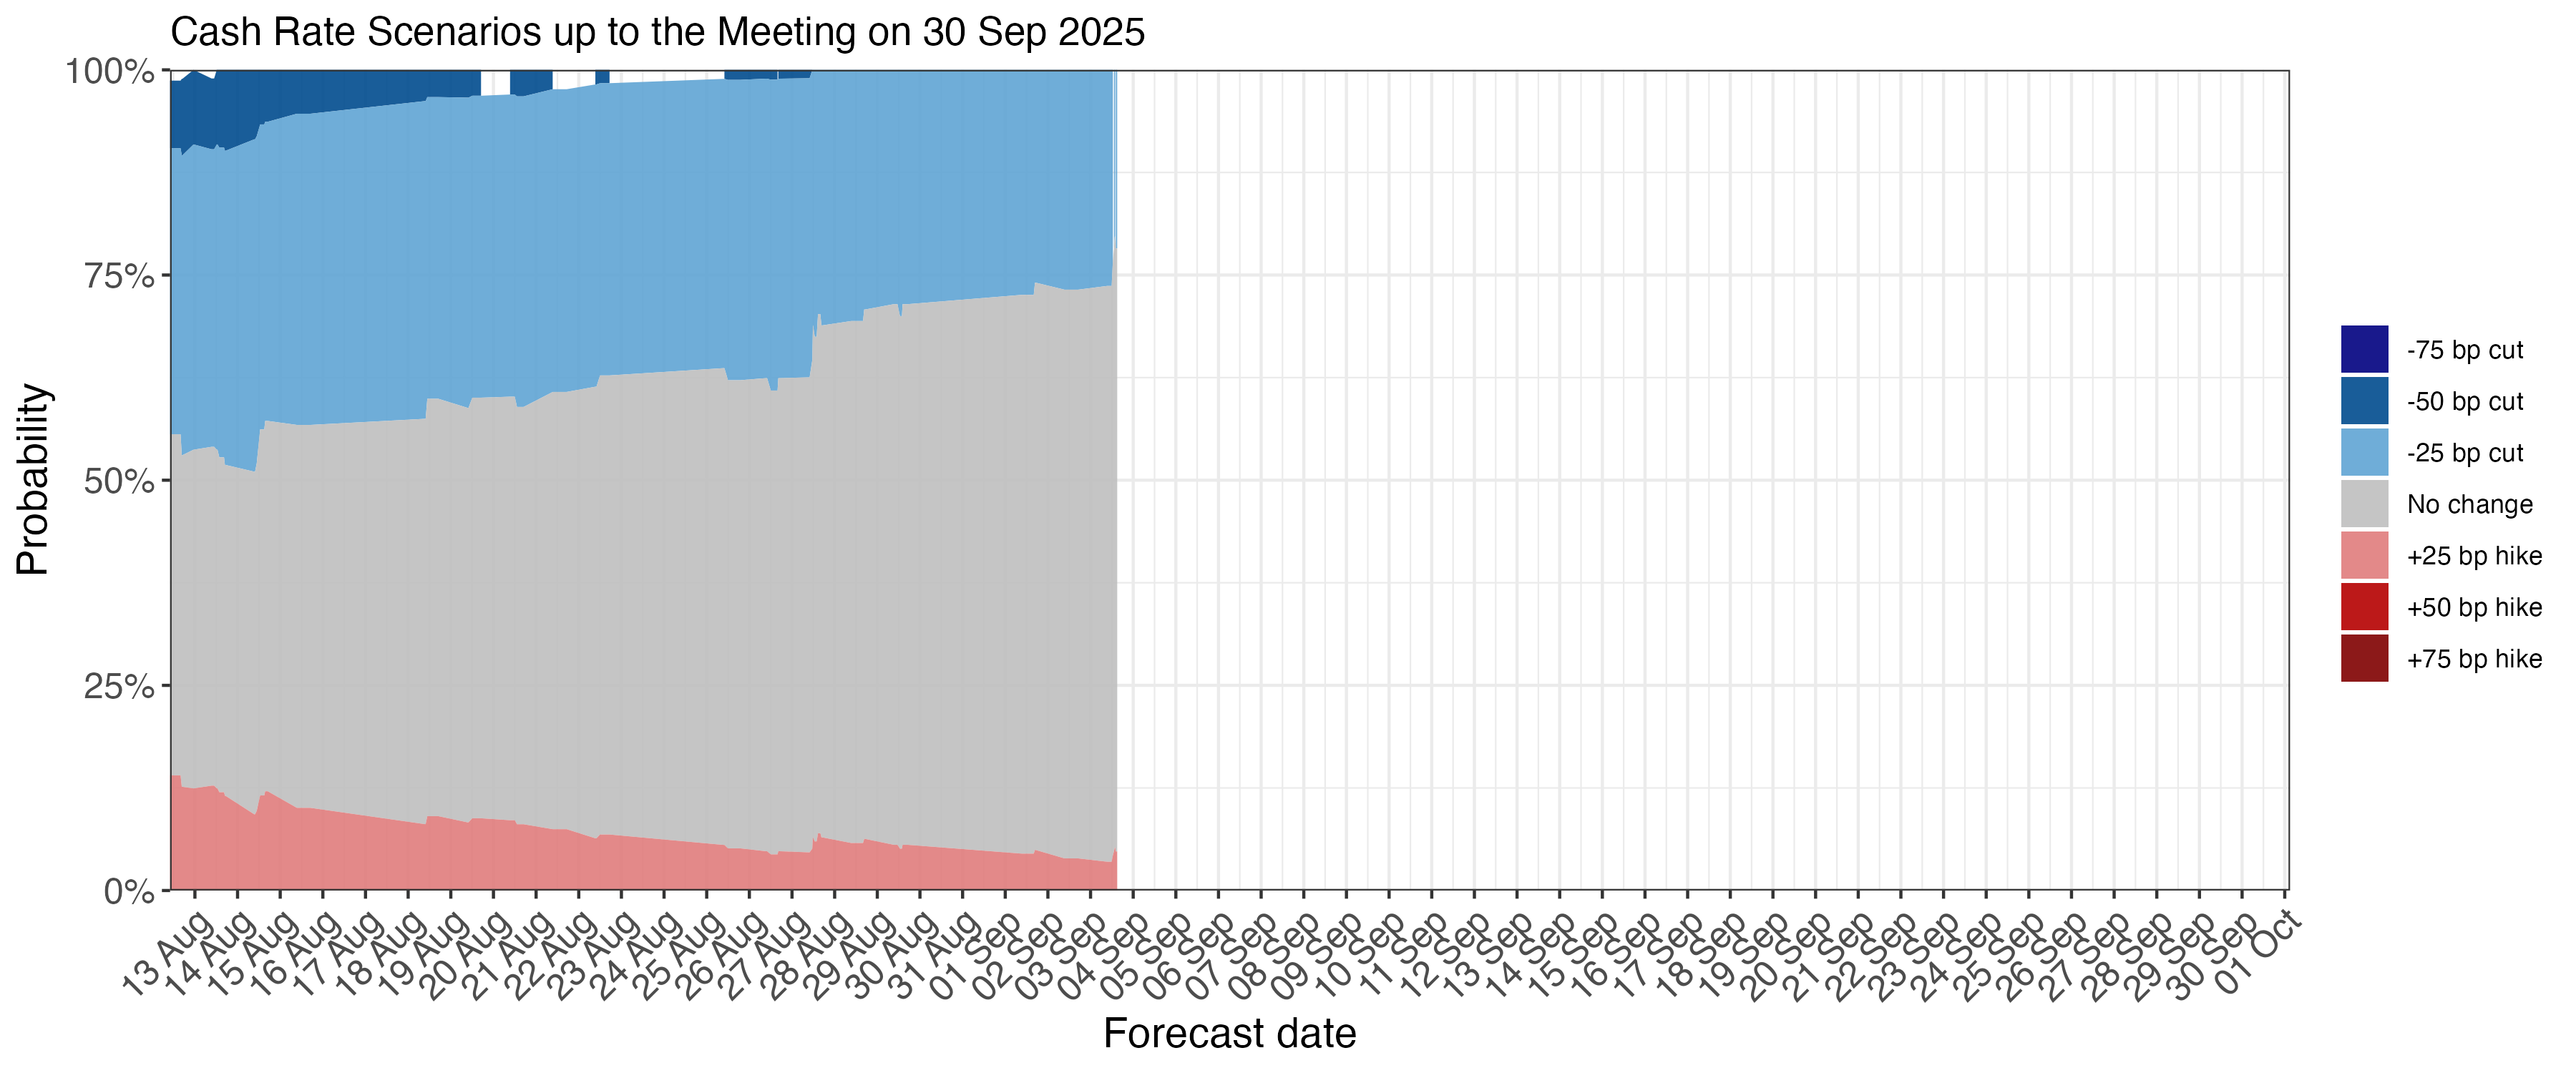 Cash Rate Scenarios up to the Meeting on 30 Sep 2025
Probability
100%
75%
50%
25%
0%
13 Aug
14 Aug
15 Aug
16 Aug
17 Aug
18 Aug
19 Aug
20 Aug
21 Aug
22 Aug
23 Aug
24 Aug
25 Aug
26 Aug
27 Aug
28 Aug
29 Aug
30 Aug
31 Aug
01 Sep
02 Sep
03 Sep
04 Sep
05 Sep
06 Sep
07 Sep
08 Sep
09 Sep
10 Sep
11 Sep
12 Sep
13 Sep
14 Sep
15 Sep
16 Sep
17 Sep
18 Sep
19 Sep
20 Sep
21 Sep
22 Sep
23 Sep
24 Sep
25 Sep
26 Sep
27 Sep
28 Sep
29 Sep
30 Sep
01 Oct
Forecast date
-75 bp cut
-50 bp cut
-25 bp cut
No change
+25 bp hike
+50 bp hike
+75 bp hike